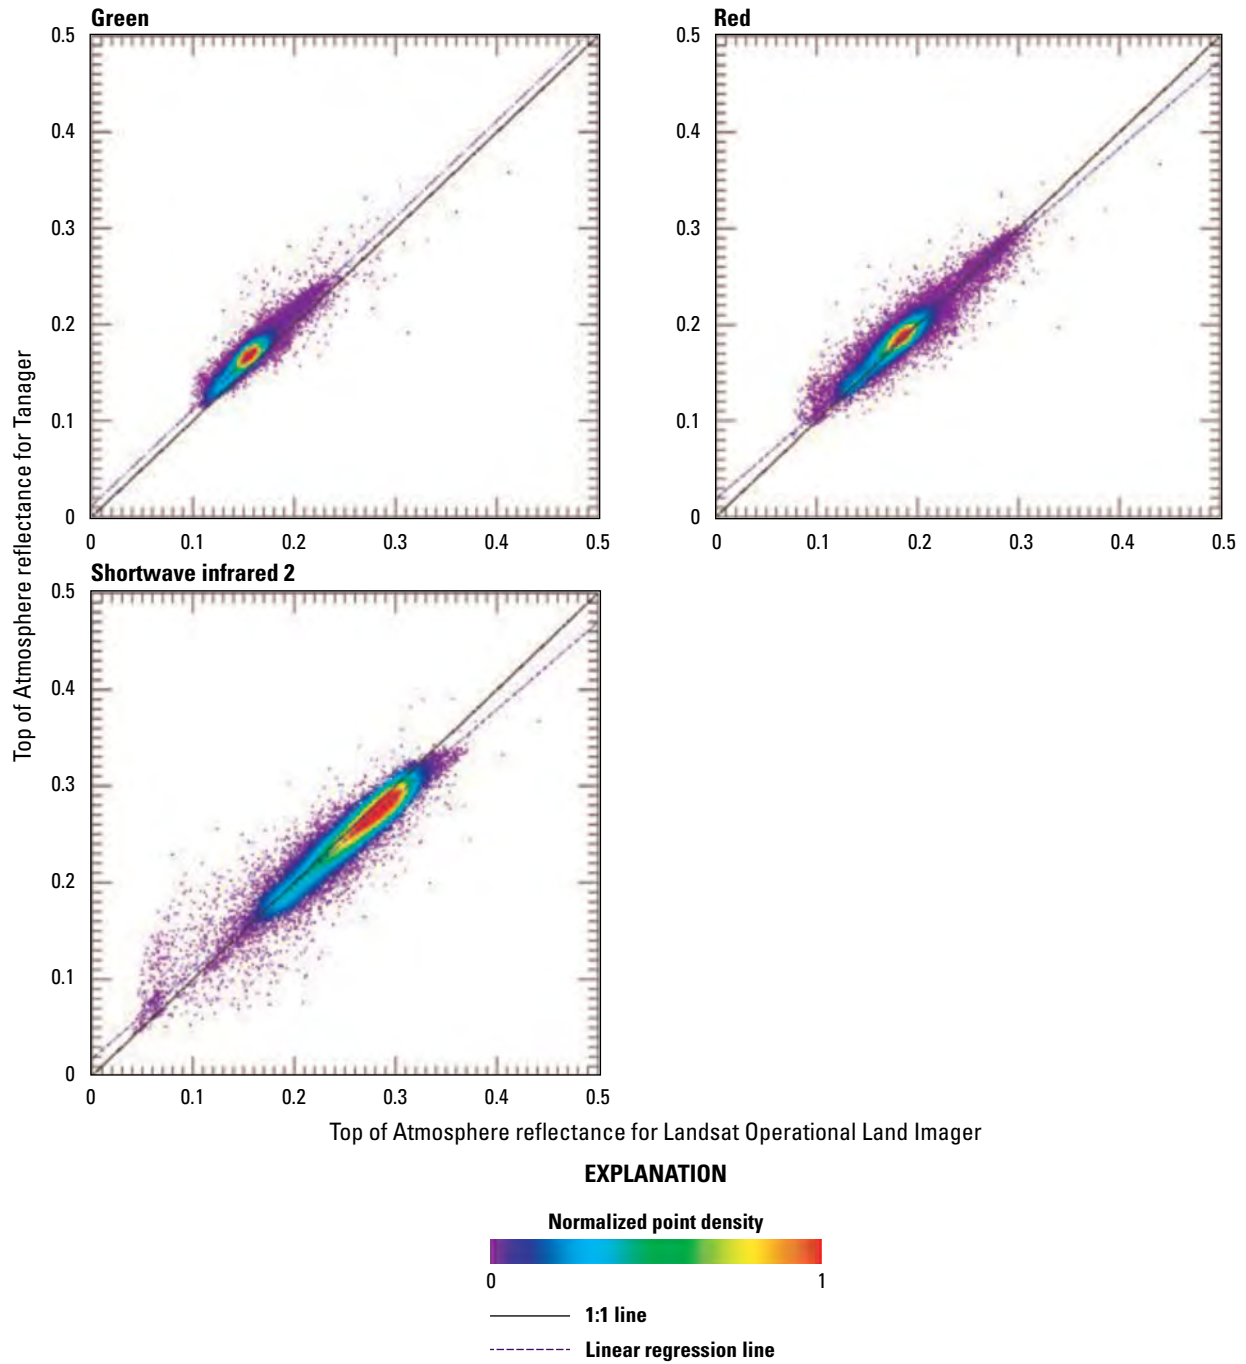 Green
0.5
0.4
0.3
0.2
0.1
0
0 0.1 0.2 0.3 0.4 0.5
Red
0.5
0.4
0.3
0.2
0.1
0
0 0.1 0.2 0.3 0.4 0.5
Shortwave infrared 2
0.5
0.4
0.3
0.2
0.1
0
0 0.1 0.2 0.3 0.4 0.5
Top of Atmosphere reflectance for Tanager
Top of Atmosphere reflectance for Landsat Operational Land Imager
EXPLANATION
Normalized point density
0 1
1:1 line
Linear regression line